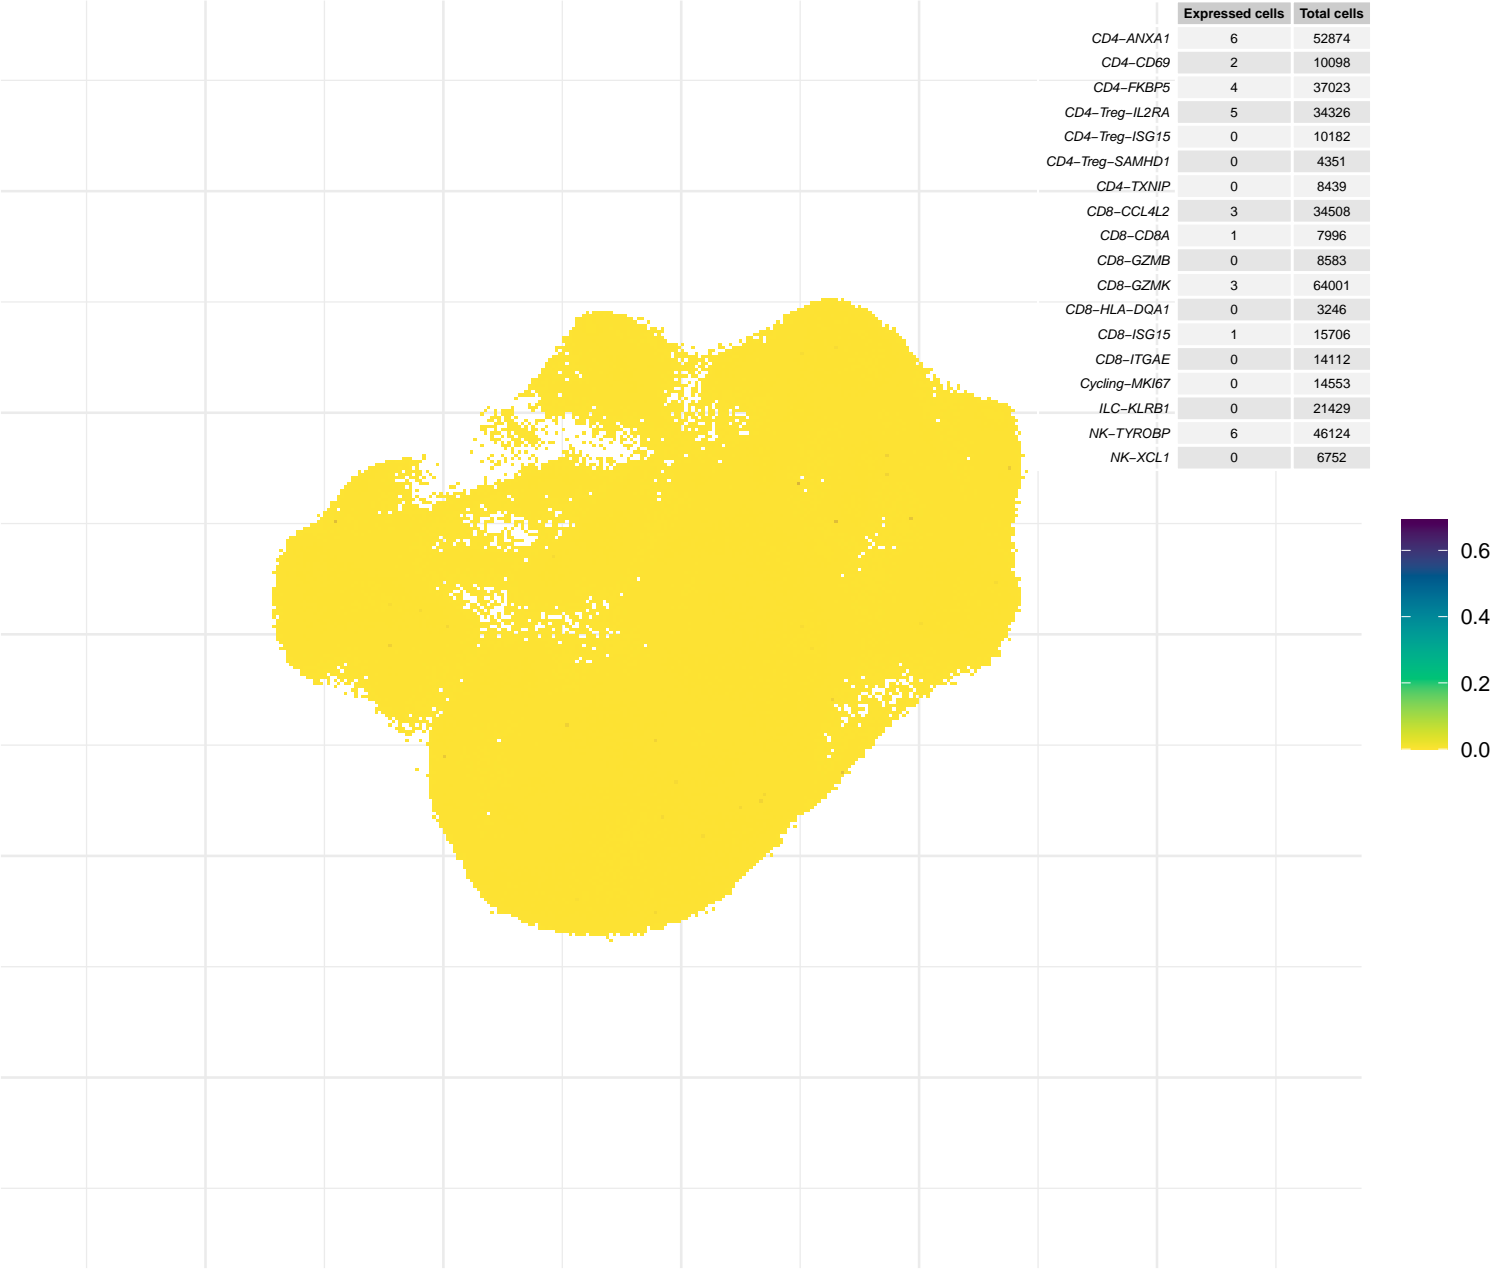 Expressed cells Total cells
CD4−ANXA1 6 52874
CD4−CD69 2 10098
CD4−FKBP5 4 37023
CD4−Treg−IL2RA 5 34326
CD4−Treg−ISG15 0 10182
CD4−Treg−SAMHD1 0 4351
CD4−TXNIP 0 8439
CD8−CCL4L2 3 34508
CD8−CD8A 1 7996
CD8−GZMB 0 8583
CD8−GZMK 3 64001
CD8−HLA−DQA1 0 3246
CD8−ISG15 1 15706
CD8−ITGAE 0 14112
Cycling−MKI67 0 14553
ILC−KLRB1 0 21429
NK−TYROBP 6 46124
NK−XCL1 0 6752
0.6
0.4
0.2
0.0